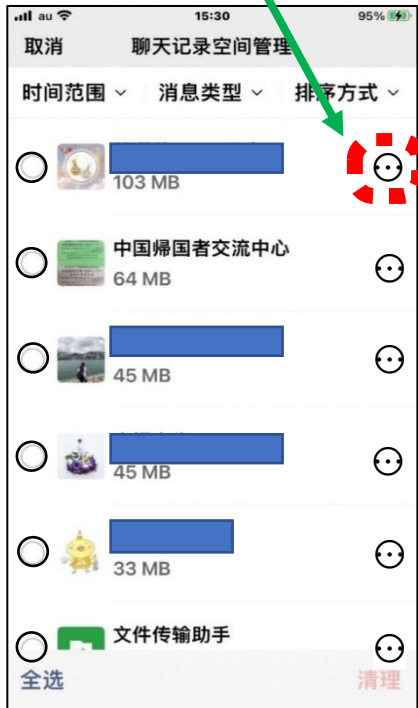 au 15:30 95%
取消 聊天记录空间管理
时间范围 消息类型 排序方式
103 MB
中国帰国者交流中心
64 MB
45 MB
45 MB
33 MB
文件传输助手
全选 清理